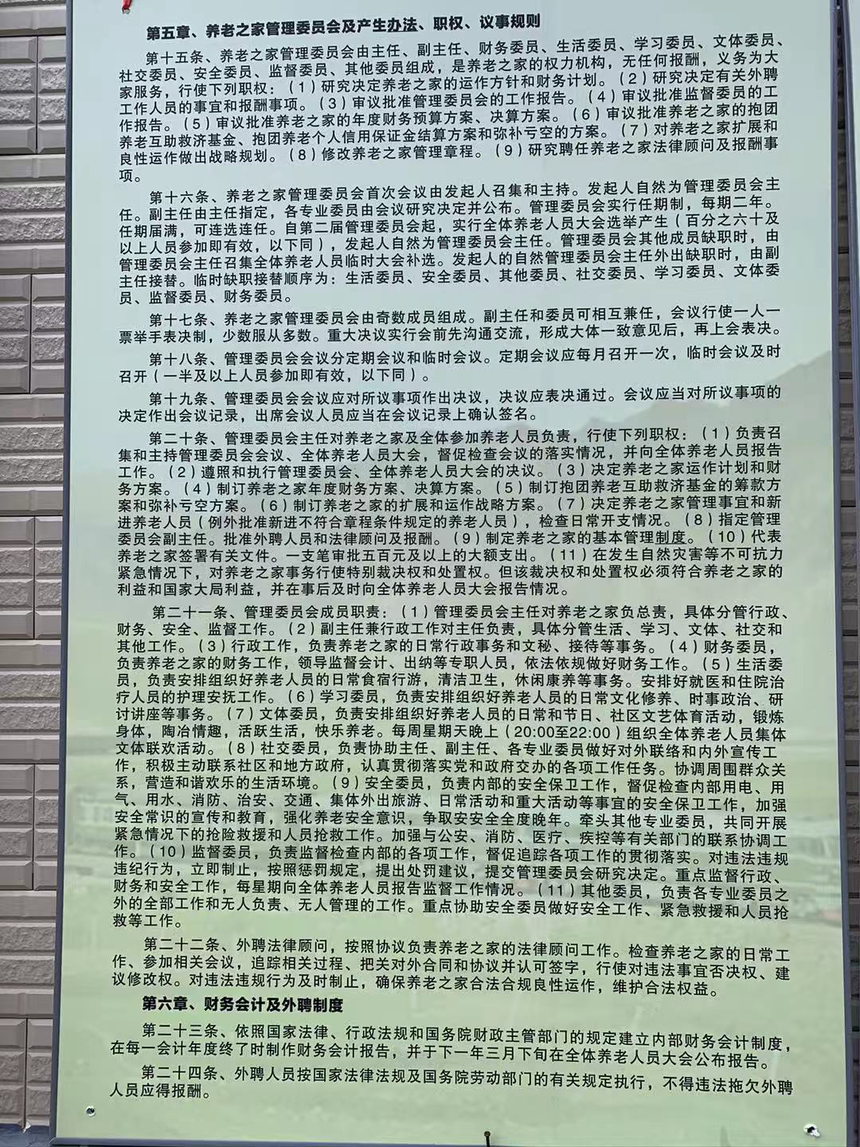 第五章、养老之家管理委员会及产生办法、职权、议事规则
第十五条、养老之家管理委员会由主任、副主任、财务委员、生活委员、学习委员、文体委员、
社交委员、安全委员、监督委员、其他委员组成，是养老之家的权力机构，无任何报酬，义务为大
家服务，行使下列职权：（1）研究决定养老之家的运作方针和财务计划。（2）研究决定有关外聘
工作人员的事宜和报酬事项。（3）审议批准管理委员会的工作报告。（4）审议批准监督委员的工
作报告。（5）审议批准养老之家的年度财务预算方案、决算方案。（6）审议批准养老之家的抱团
养老互助救济基金、抱团养老个人信用保证金结算方案和弥补亏空的方案。（7）对养老之家扩展和
良性运作做出战略规划。（8）修改养老之家管理章程。（9）研究聘任养老之家法律顾问及报酬事
项。
第十六条、养老之家管理委员会首次会议由发起人召集和主持。发起人自然为管理委员会主
任。副主任由主任指定，各专业委员由会议研究决定并公布。管理委员会实行任期制，每期二年。
任期届满，可连选连任。自第二届管理委员会起，实行全体养老人员大会选举产生（百分之六十及
以上人员参加即有效，以下同），发起人自然为管理委员会主任。管理委员会其他成员缺职时，由
管理委员会主任召集全体养老人员临时大会补选。发起人的自然管理委员会主任外出缺职时，由副
主任接替。临时缺职接替顺序为：生活委员、安全委员、其他委员、社交委员、学习委员、文体委
员、监督委员、财务委员。
第十七条、养老之家管理委员会由奇数成员组成。副主任和委员可相互兼任，会议行使一人一
票举手表决制，少数服从多数。重大决议实行会前先沟通交流，形成大体一致意见后，再上会表决。
第十八条、管理委员会会议分定期会议和临时会议。定期会议应每月召开一次，临时会议及时
召开（一半及以上人员参加即有效，以下同）。
第十九条、管理委员会会议应对所议事项作出决议，决议应表决通过。会议应当对所议事项的
决定作出会议记录，出席会议人员应当在会议记录上确认签名。
第二十条、管理委员会主任对养老之家及全体参加养老人员负责，行使下列职权：（1）负责召
集和主持管理委员会会议、全体养老人员大会，督促检查会议的落实情况，并向全体养老人员报告
工作。（2）遵照和执行管理委员会、全体养老人员大会的决议。（3）决定养老之家运作计划和财
务方案。（4）制订养老之家年度财务方案、决算方案。（5）制订抱团养老互助救济基金的筹款方
案和弥补亏空方案。（6）制订养老之家的扩展和运作战略方案。（7）决定养老之家管理事宜和新
进养老人员（例外批准新进不符合章程条件规定的养老人员），检查日常开支情况。（8）指定管理
委员会副主任。批准外聘人员和法律顾问及报酬。（9）制定养老之家的基本管理制度。（10）代表
养老之家签署有关文件。一支笔审批五百元及以上的大额支出。（11）在发生自然灾害等不可抗力
紧急情况下，对养老之家事务行使特别裁决权和处置权。但该裁决权和处置权必须符合养老之家的
利益和国家大局利益，并在事后及时向全体养老人员大会报告情况。
第二十一条、管理委员会成员职责：（1）管理委员会主任对养老之家负总责，具体分管行政、
财务、安全、监督工作。（2）副主任兼行政工作对主任负责，具体分管生活、学习、文体、社交和
其他工作。（3）行政工作，负责养老之家的日常行政事务和文秘、接待等事务。（4）财务委员，
负责养老之家的财务工作，领导监督会计、出纳等专职人员，依法依规做好财务工作。（5）生活委
员，负责安排组织好养老人员的日常食宿行游，清洁卫生，休闲康养等事务。安排好就医和住院治
疗人员的护理安抚工作。（6）学习委员，负责安排组织好养老人员的日常文化修养、时事政治、研
讨讲座等事务。（7）文体委员，负责安排组织好养老人员的日常和节日、社区文艺体育活动，锻炼
身体，陶冶情趣，活跃生活，快乐养老。每周星期天晚上（20:00至22:00）组织全体养老人员集体
文体联欢活动。（8）社交委员，负责协助主任、副主任、各专业委员做好对外联络和内外宣传工
作，积极主动联系社区和地方政府，认真贯彻落实党和政府交办的各项工作任务。协调周围群众关
系，营造和谐欢乐的生活环境。（9）安全委员，负责内部的安全保卫工作，督促检查内部用电、用
气、用水、消防、治安、交通、集体外出旅游、日常活动和重大活动等事宜的安全保卫工作，加强
安全常识的宣传和教育，强化养老安全意识，争取安安全全度晚年。牵头其他专业委员，共同开展
紧急情况下的抢险救援和人员抢救工作。加强与公安、消防、医疗、疾控等有关部门的联系协调工
作。（10）监督委员，负责监督检查内部的各项工作，督促追踪各项工作的贯彻落实。对违法违规
违纪行为，立即制止，按照惩罚规定，提出处罚建议，提交管理委员会研究决定。重点监督行政、
财务和安全工作，每星期向全体养老人员报告监督工作情况。（11）其他委员，负责各专业委员之
外的全部工作和无人负责、无人管理的工作。重点协助安全委员做好安全工作、紧急救援和人员抢
救等工作。
第二十二条、外聘法律顾问，按照协议负责养老之家的法律顾问工作。检查养老之家的日常工
作、参加相关会议，追踪相关过程、把关对外合同和协议并认可签字，行使对违法事宜否决权、建
议修改权。对违法违规行为及时制止，确保养老之家合法合规良性运作，维护合法权益。
第六章、财务会计及外聘制度
第二十三条、依照国家法律、行政法规和国务院财政主管部门的规定建立内部财务会计制度，
在每一会计年度终了时制作财务会计报告，并于下一年三月下旬在全体养老人员大会公布报告。
第二十四条、外聘人员按国家法律法规及国务院劳动部门的有关规定执行，不得违法拖欠外聘
人员应得报酬。